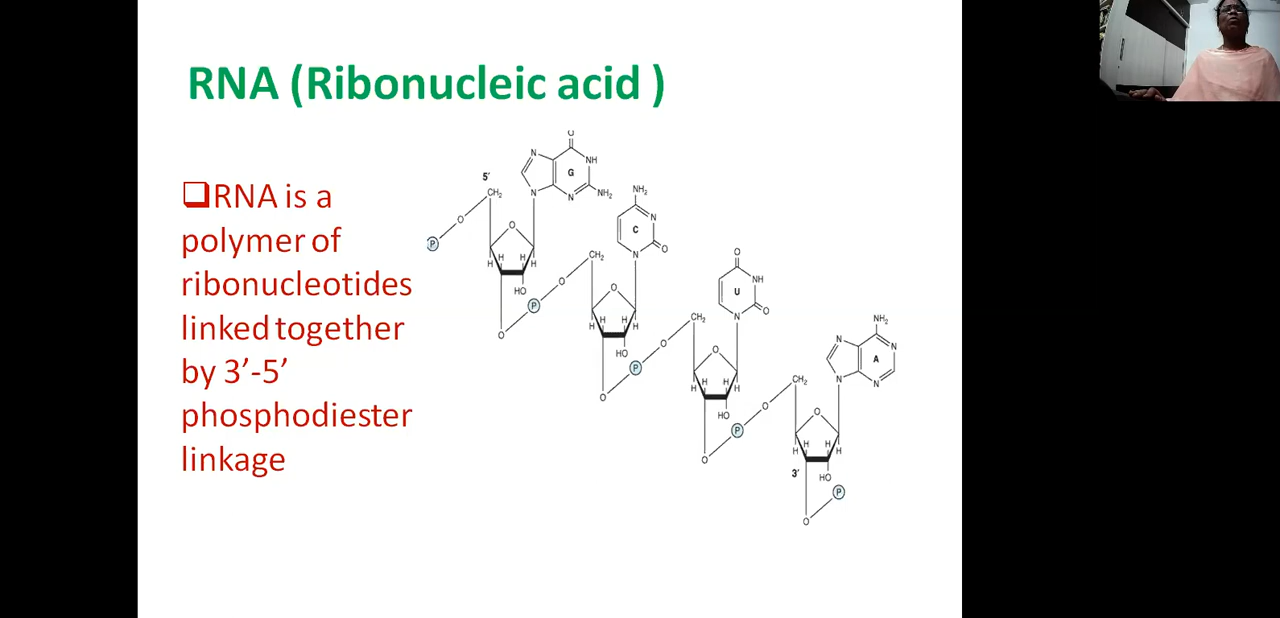 RNA (Ribonucleic acid )
❑RNA is a
polymer of
ribonucleotides
linked together
by 3’-5’
phosphodiester
linkage
O
N
NH
G
5′
N
N
NH₂
CH₂
NH₂
O
O
N
C
P
H
H
H
H
CH₂
N
O
HO
O
O
O
P
NH
U
O
H
H
H
H
CH₂
N
O
O
HO
O
NH₂
P
N
N
O
O
A
H
H
H
H
CH₂
N
N
O
HO
O
P
H
H
H
H
O
3′
HO
P
O